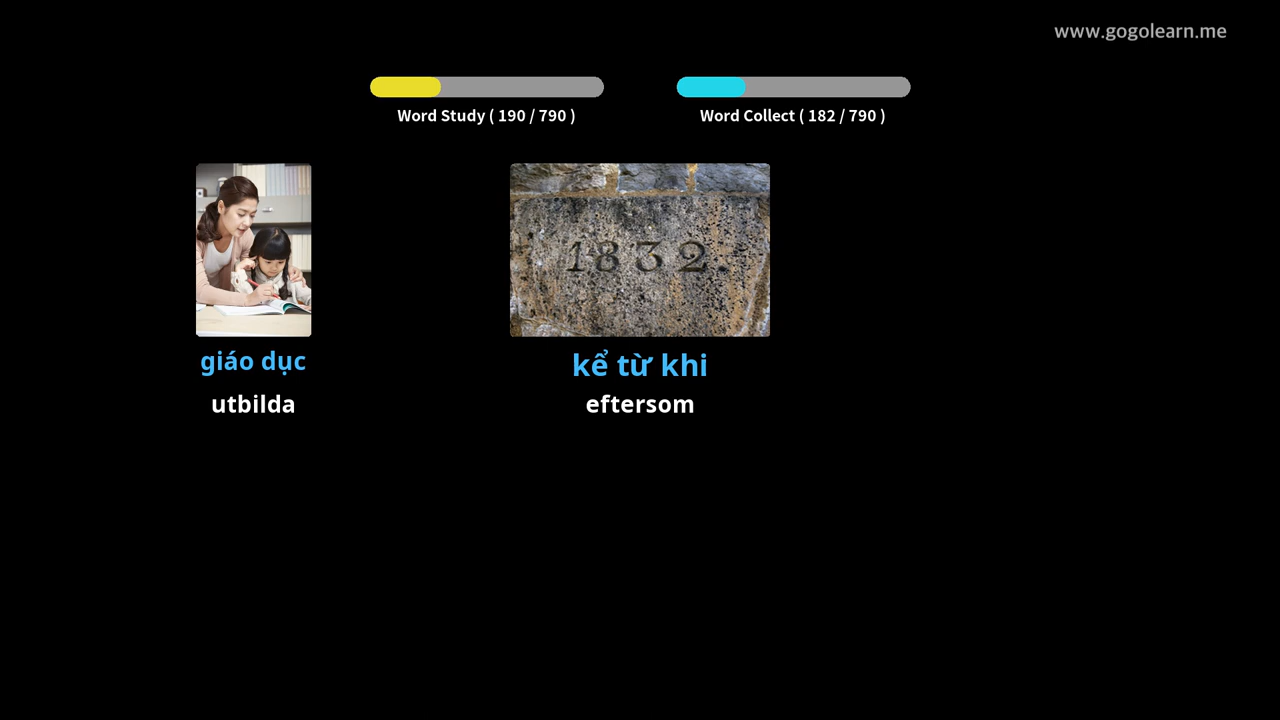 www.gogolearn.me
Word Study ( 190 / 790 )
Word Collect ( 182 / 790 )
1832
giáo dục
kể từ khi
utbilda
eftersom